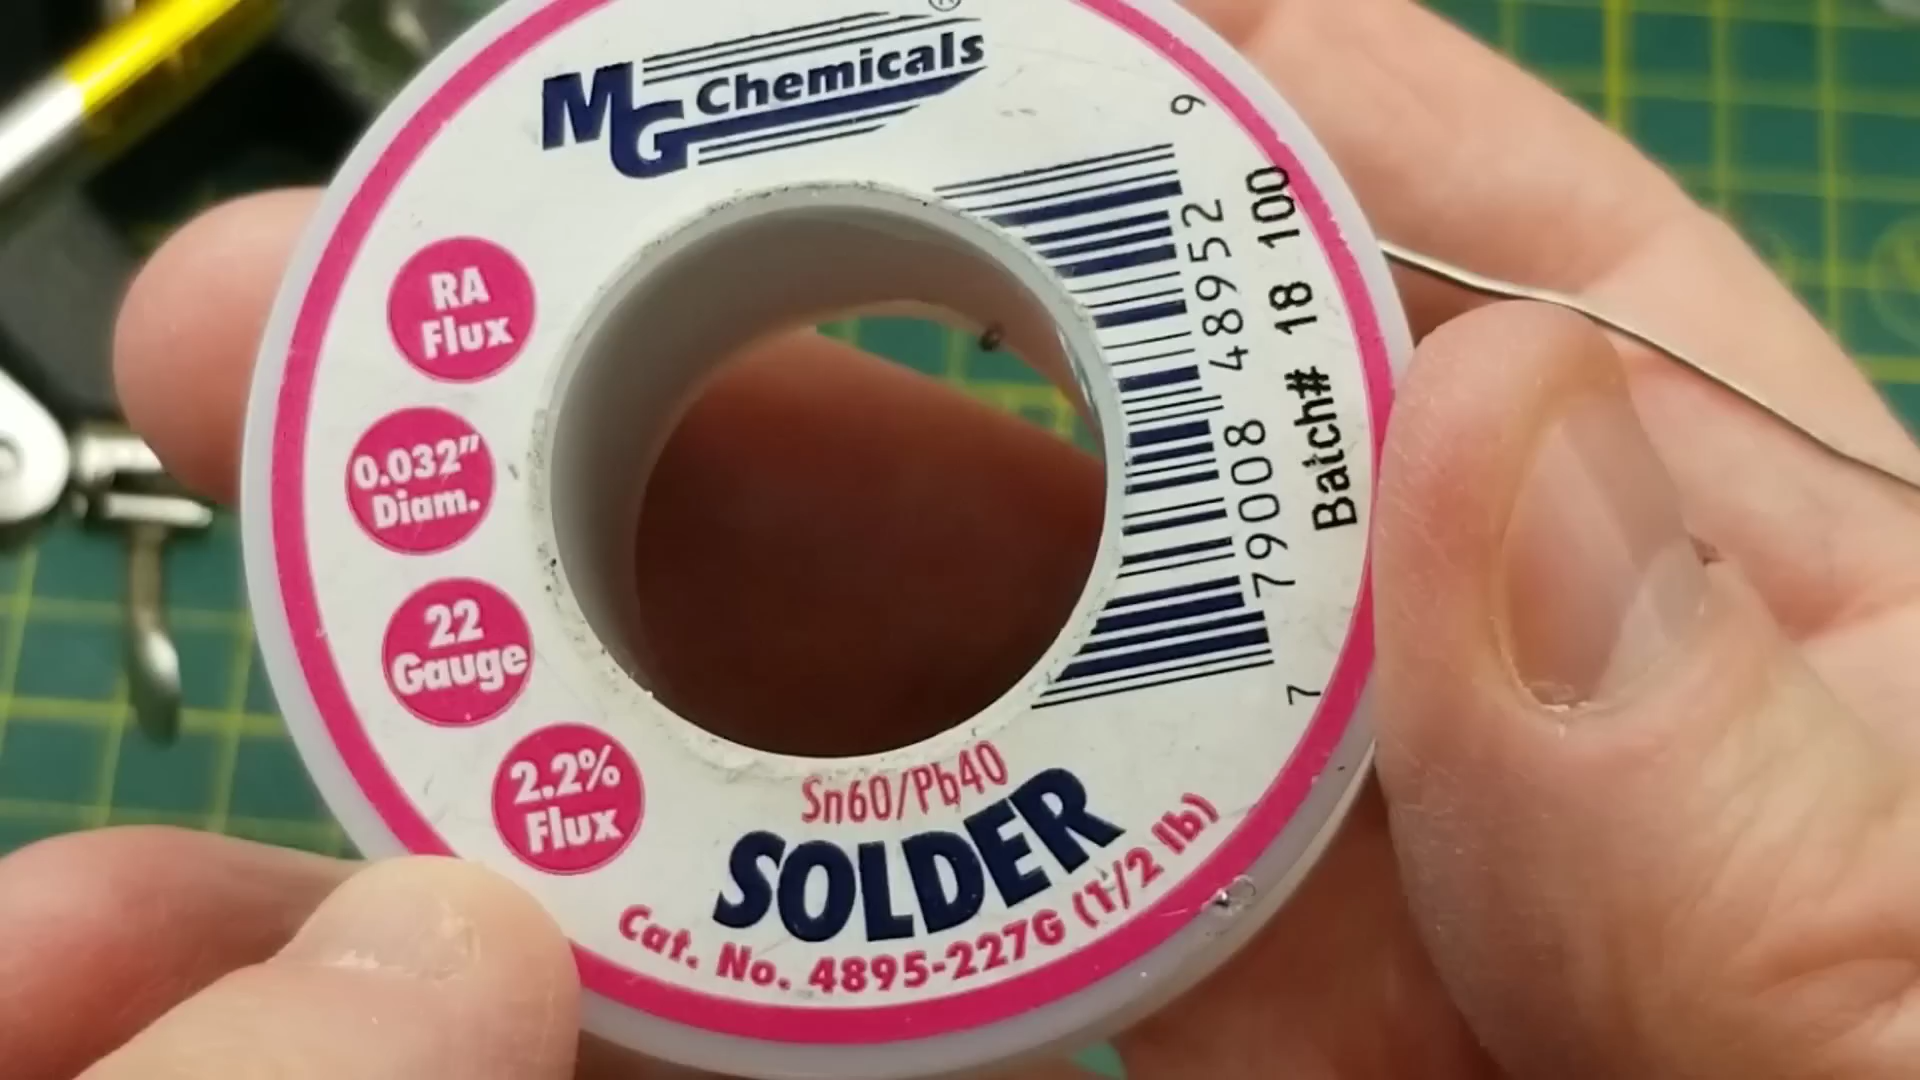 MG Chemicals®
RA
Flux
0.032" 
Diam.
22
Gauge
2.2%
Flux
Sn60/Pb40
SOLDER
Cat. No. 4895-227G (1/2 lb)
7 79008 48952 9
Batch# 18 100